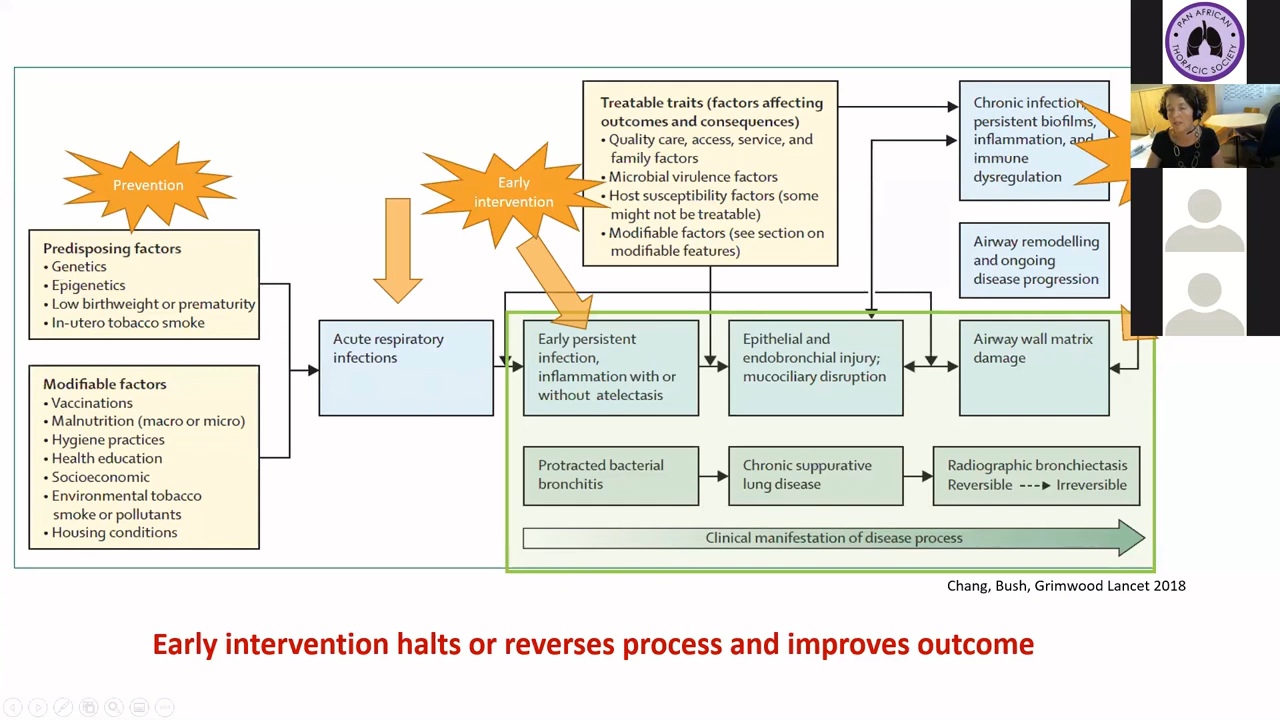 PAN AFRICAN
THORACIC SOCIETY
Prevention
Early
intervention
Predisposing factors
• Genetics
• Epigenetics
• Low birthweight or prematurity
• In-utero tobacco smoke
Modifiable factors
• Vaccinations
• Malnutrition (macro or micro)
• Hygiene practices
• Health education
• Socioeconomic
• Environmental tobacco
smoke or pollutants
• Housing conditions
Acute respiratory
infections
Treatable traits (factors affecting
outcomes and consequences)
• Quality care, access, service, and
family factors
• Microbial virulence factors
• Host susceptibility factors (some
might not be treatable)
• Modifiable factors (see section on
modifiable features)
Chronic infection,
persistent biofilms,
inflammation, and
immune
dysregulation
Airway remodelling
and ongoing
disease progression
Early persistent
infection,
inflammation with or
without atelectasis
Epithelial and
endobronchial injury;
mucociliary disruption
Airway wall matrix
damage
Protracted bacterial
bronchitis
Chronic suppurative
lung disease
Radiographic bronchiectasis
Reversible ---▸ Irreversible
Clinical manifestation of disease process
Chang, Bush, Grimwood Lancet 2018
Early intervention halts or reverses process and improves outcome